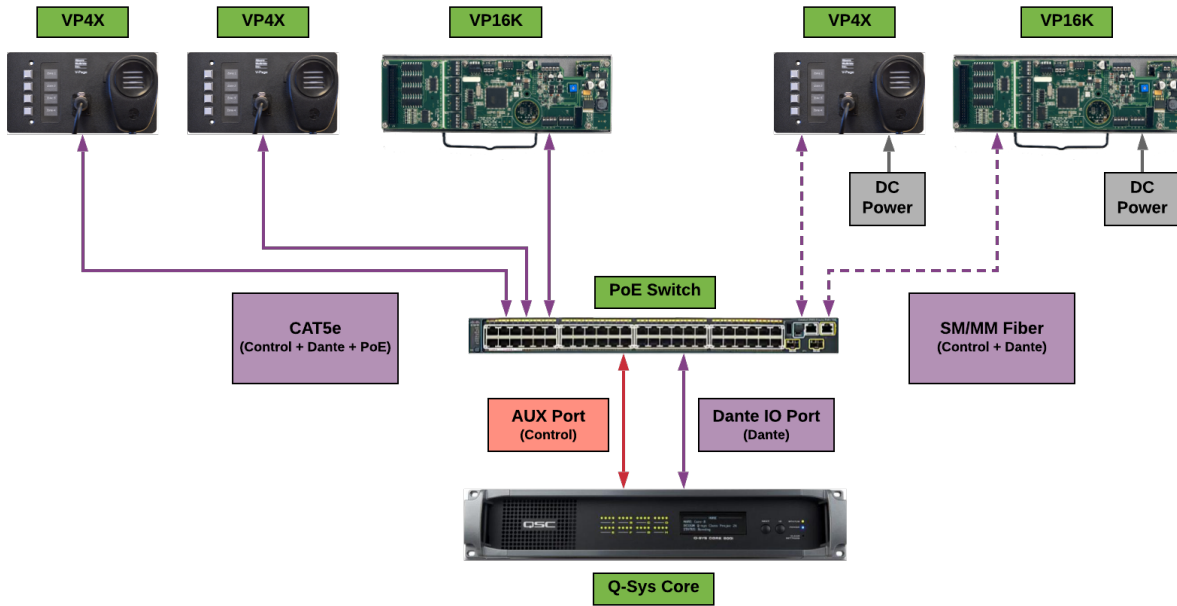 VP4X
VP4X
VP16K
VP4X
VP16K
DC
Power
DC
Power
PoE Switch
CAT5e
(Control + Dante + PoE)
SM/MM Fiber
(Control + Dante)
AUX Port
(Control)
Dante IO Port
(Dante)
QSC
Q-Sys Core